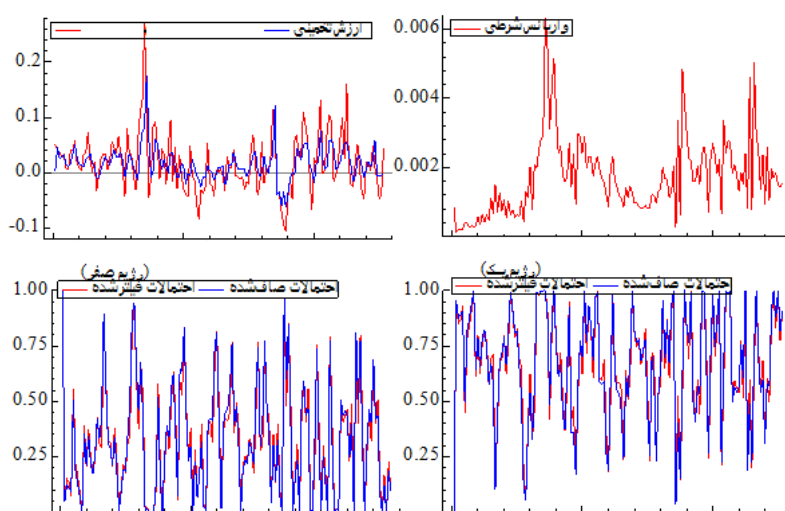 ارزش تخمینی
0.2
0.1
0.0
-0.1
واریانس شرطی
0.006
0.004
0.002
(رژیم صفر)
احتمالات فیلتر شده احتمالات صاف شده
1.00
0.75
0.50
0.25
(رژیم یک)
احتمالات فیلتر شده احتمالات صاف شده
1.00
0.75
0.50
0.25